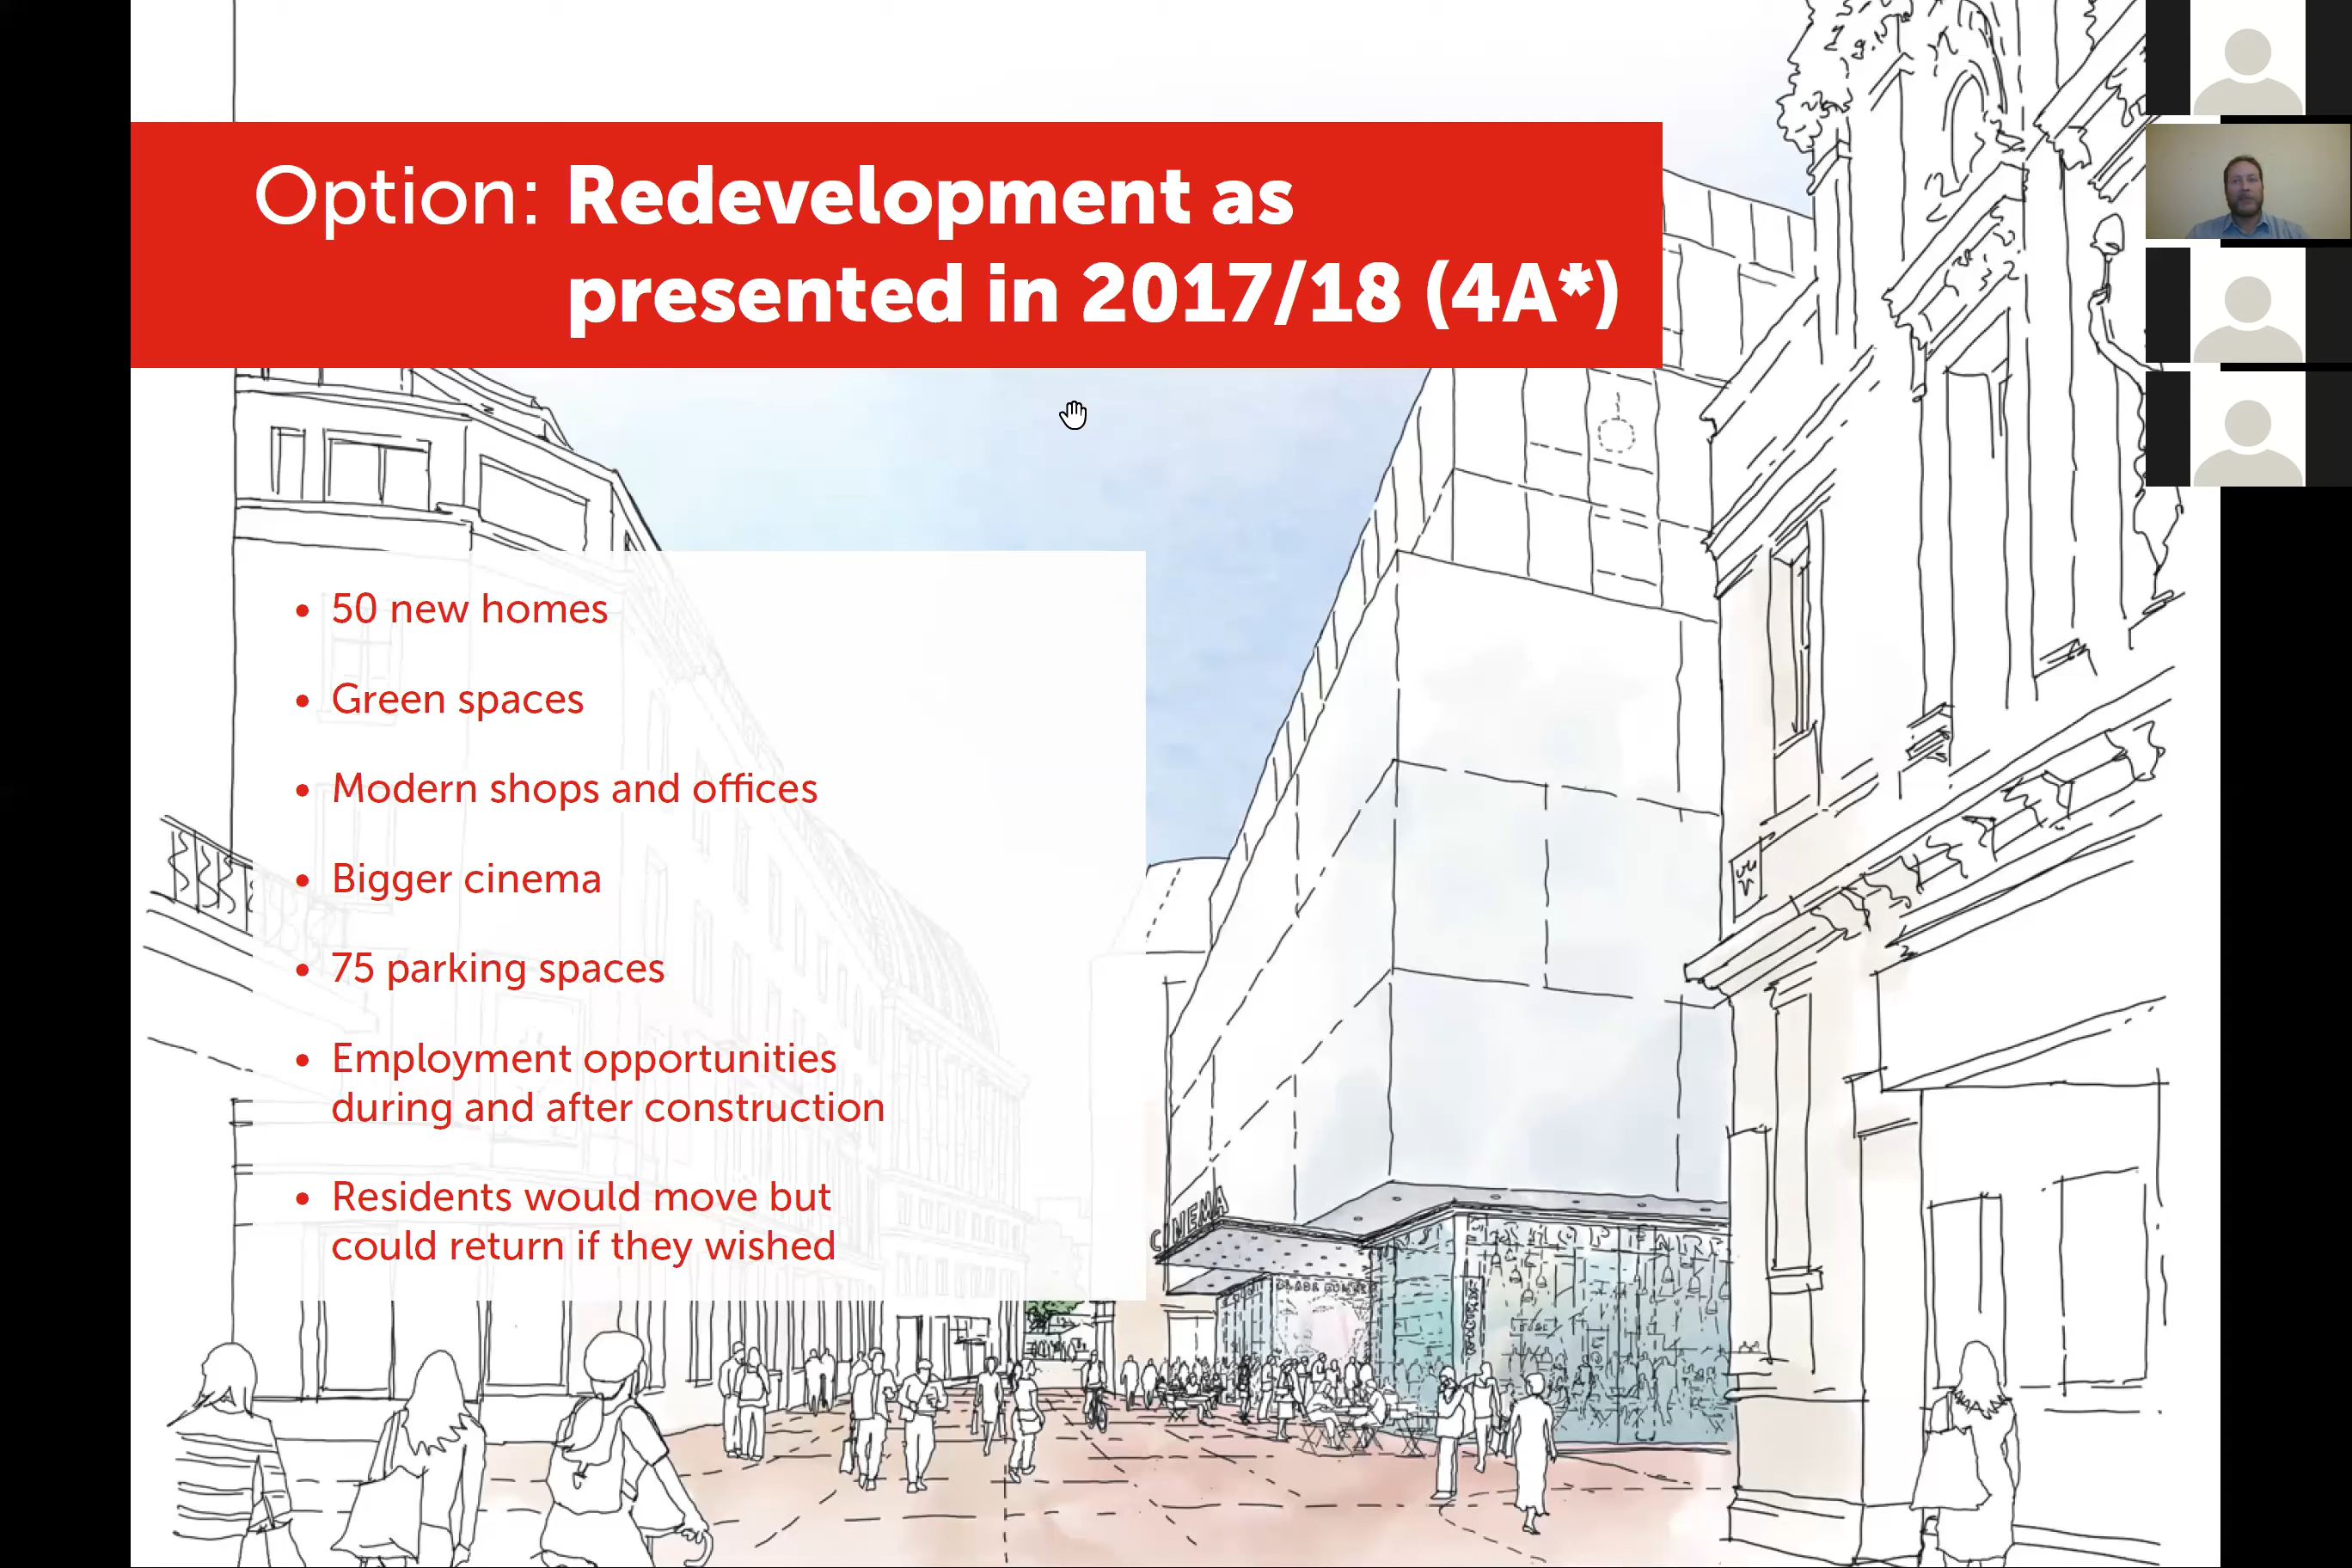 Option: Redevelopment as
presented in 2017/18 (4A*)
• 50 new homes
• Green spaces
• Modern shops and offices
• Bigger cinema
• 75 parking spaces
• Employment opportunities
during and after construction
• Residents would move but
could return if they wished
CINEMA